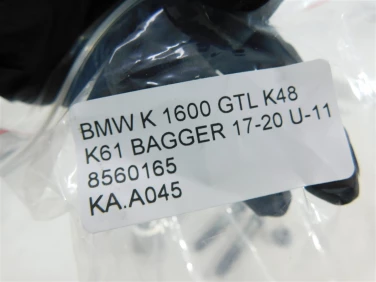 BMW K 1600 GTL K48
K61 BAGGER 17-20 U-11
8560165
KA.A045